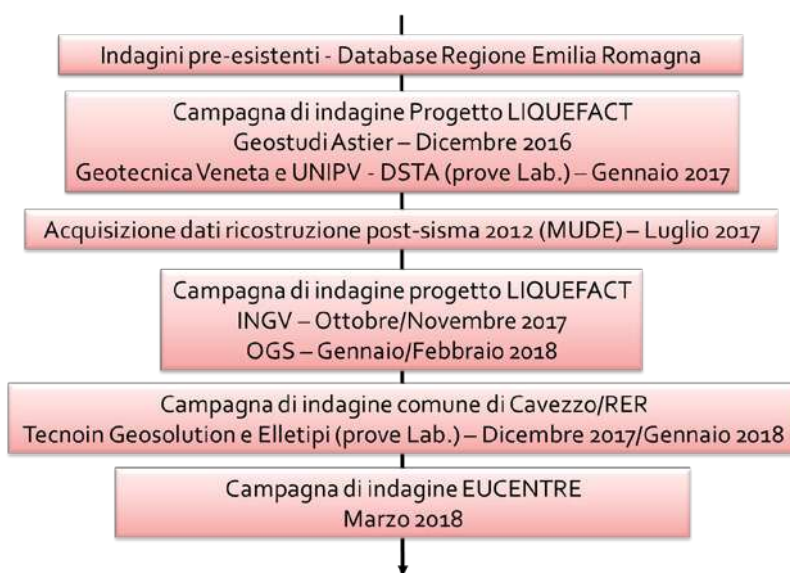 Indagini pre-esistenti - Database Regione Emilia Romagna
Campagna di indagine Progetto LIQUEFACT
Geostudi Astier – Dicembre 2016
Geotecnica Veneta e UNIPV - DSTA (prove Lab.) – Gennaio 2017
Acquisizione dati ricostruzione post-sisma 2012 (MUDE) – Luglio 2017
Campagna di indagine progetto LIQUEFACT
INGV – Ottobre/Novembre 2017
OGS – Gennaio/Febbraio 2018
Campagna di indagine comune di Cavezzo/RER
Tecnoin Geosolution e Elletipi (prove Lab.) – Dicembre 2017/Gennaio 2018
Campagna di indagine EUCENTRE
Marzo 2018